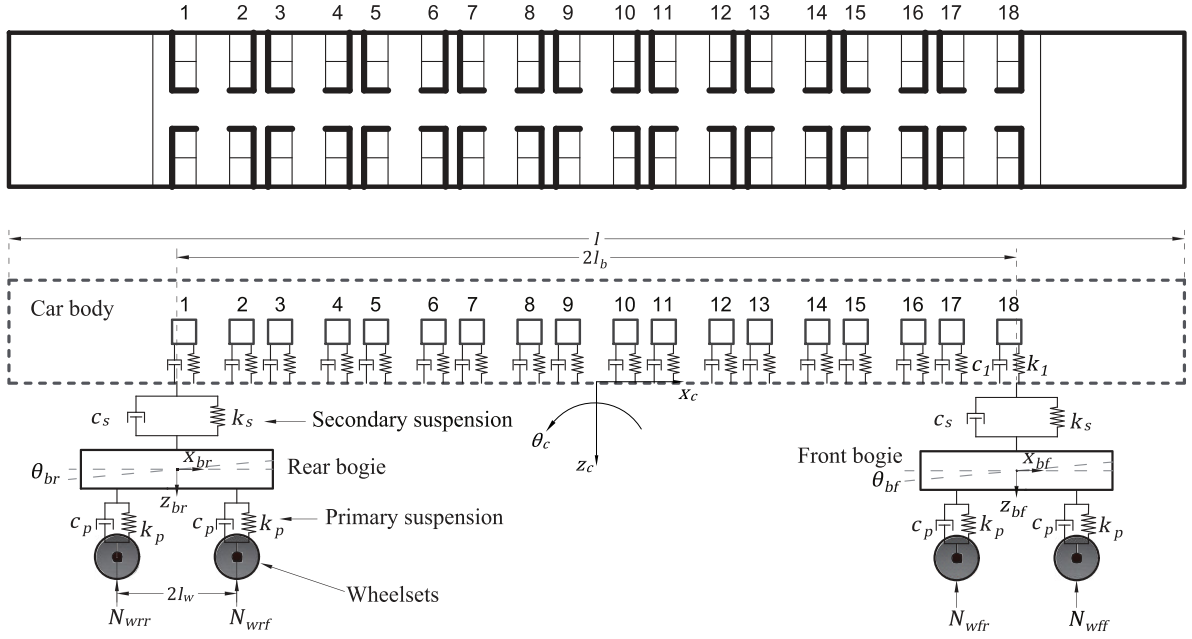 1 2 3 4 5 6 7 8 9 10 11 12 13 14 15 16 17 18
l
2l_b
Car body
1 2 3 4 5 6 7 8 9 10 11 12 13 14 15 16 17 18
c_1 k_1
x_c
c_s k_s Secondary suspension
θ_c
z_c
c_s k_s
θ_br x_br Rear bogie
z_br
Front bogie x_bf
θ_bf
z_bf
c_p k_p c_p k_p Primary suspension
c_p k_p c_p k_p
2l_w Wheelsets
N_wrr N_wrf N_wfr N_wff